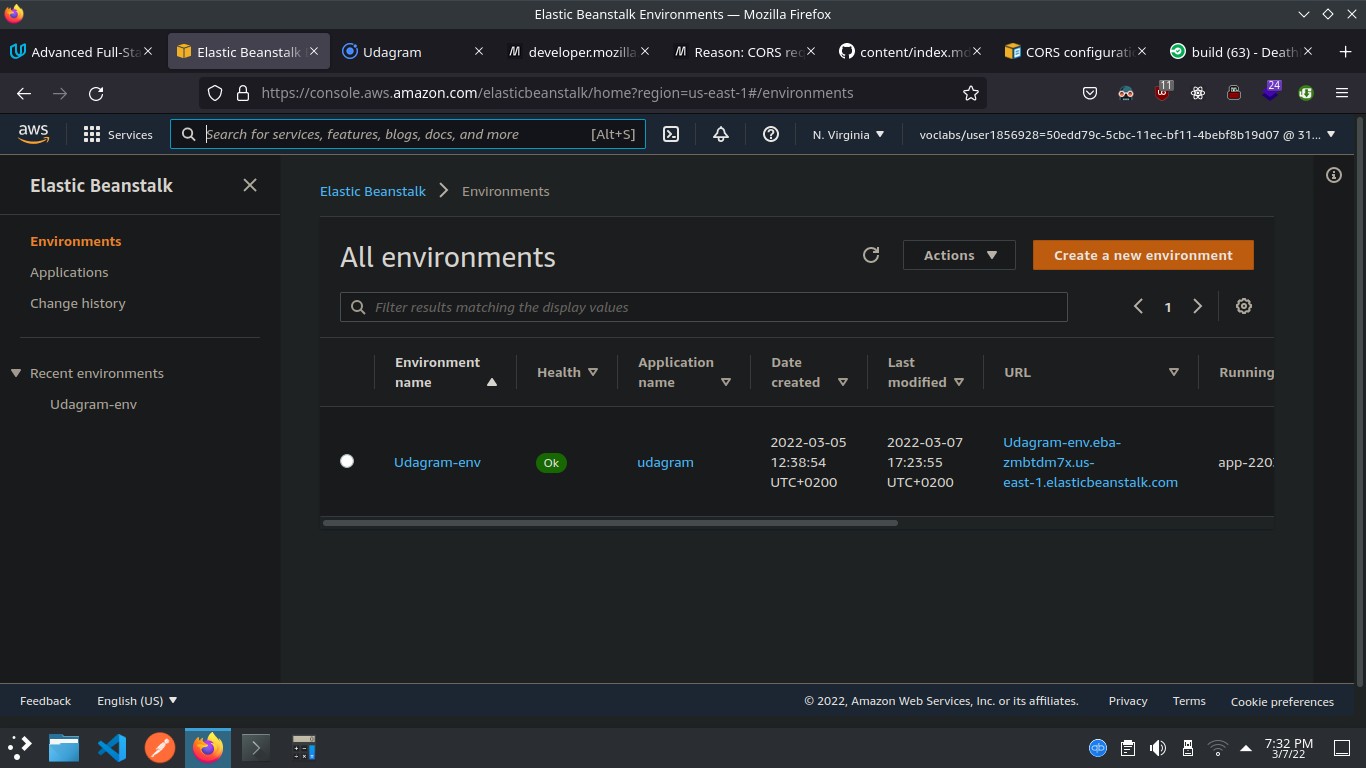 Elastic Beanstalk Environments — Mozilla Firefox
Advanced Full-Sta
Elastic Beanstalk
Udagram
developer.mozilla
Reason: CORS req
content/index.md
CORS configurati
build (63) - Death
https://console.aws.amazon.com/elasticbeanstalk/home?region=us-east-1#/environments
11
24
aws
Services
Search for services, features, blogs, docs, and more
[Alt+S]
N. Virginia
voclabs/user1856928=50edd79c-5cbc-11ec-bf11-4bebf8b19d07 @ 31...
Elastic Beanstalk
Environments
Applications
Change history
Recent environments
Udagram-env
Elastic Beanstalk
Environments
All environments
Actions
Create a new environment
Filter results matching the display values
1
Environment
name
Health
Application
name
Date
created
Last
modified
URL
Running
Udagram-env
Ok
udagram
2022-03-05
12:38:54
UTC+0200
2022-03-07
17:23:55
UTC+0200
Udagram-env.eba-
zmbtdm7x.us-
east-1.elasticbeanstalk.com
app-220
Feedback
English (US)
© 2022, Amazon Web Services, Inc. or its affiliates.
Privacy
Terms
Cookie preferences
qb
7:32 PM
3/7/22